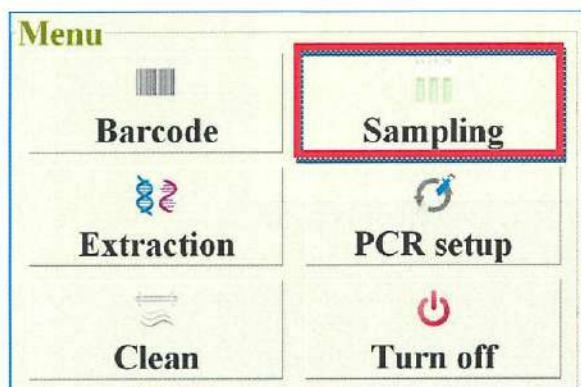 Menu
Barcode
Sampling
Extraction
PCR setup
Clean
Turn off